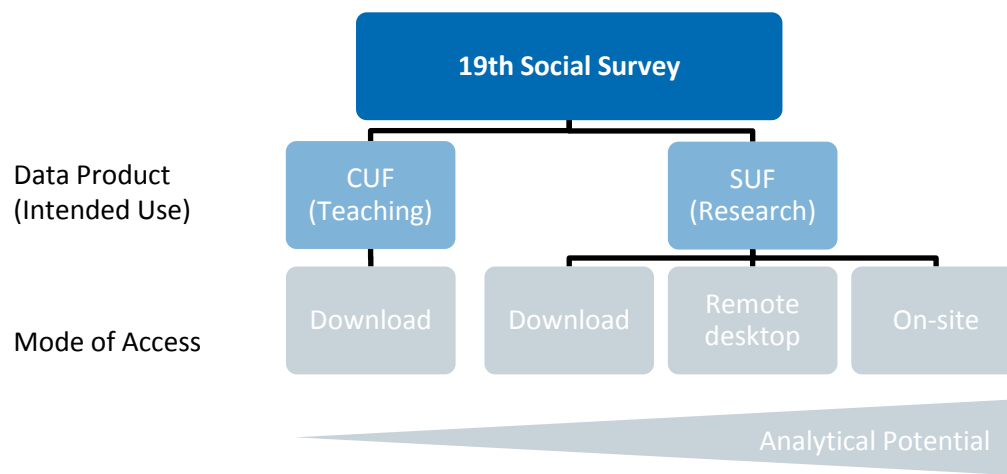 19th Social Survey
Data Product
(Intended Use)
CUF
(Teaching)
SUF
(Research)
Mode of Access
Download
Download
Remote
desktop
On-site
Analytical Potential